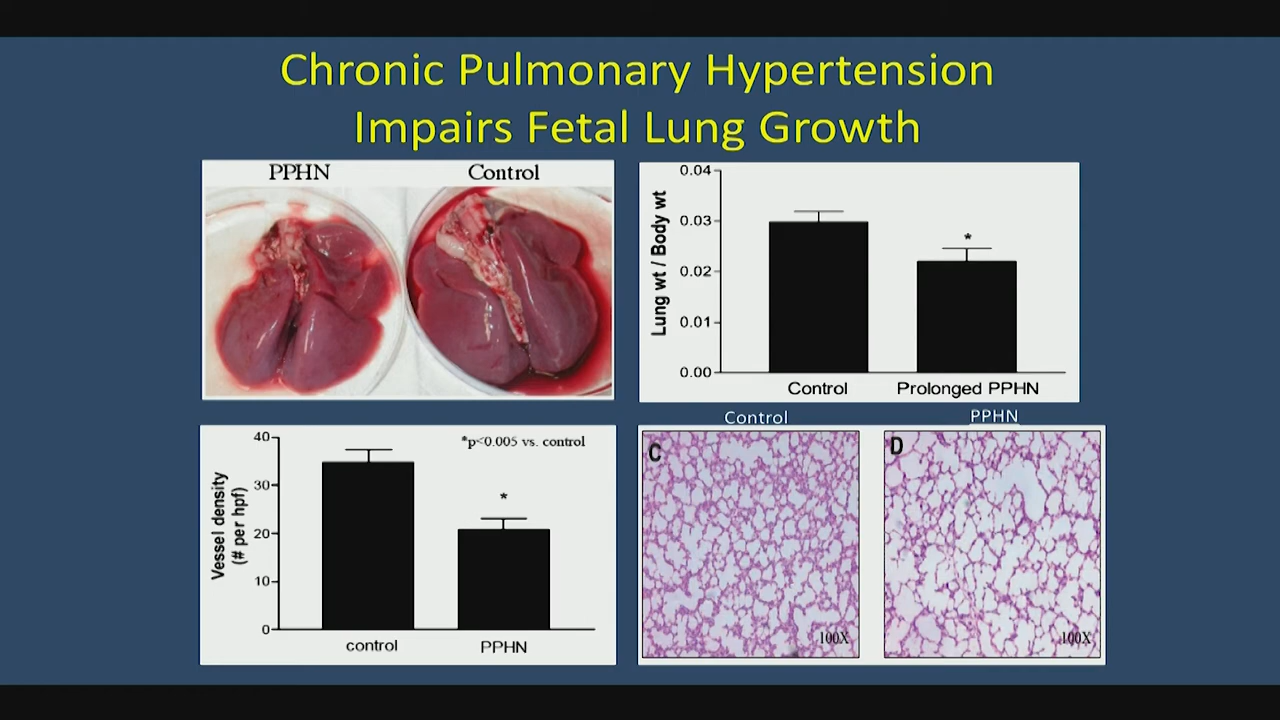 Chronic Pulmonary Hypertension
Impairs Fetal Lung Growth
PPHN
Control
0.04
0.03
0.02
0.01
0.00
Lung wt / Body wt
*
Control
Prolonged PPHN
40
30
20
10
0
Vessel density
(# per hpf)
*p<0.005 vs. control
*
control
PPHN
Control
PPHN
C
100X
D
100X